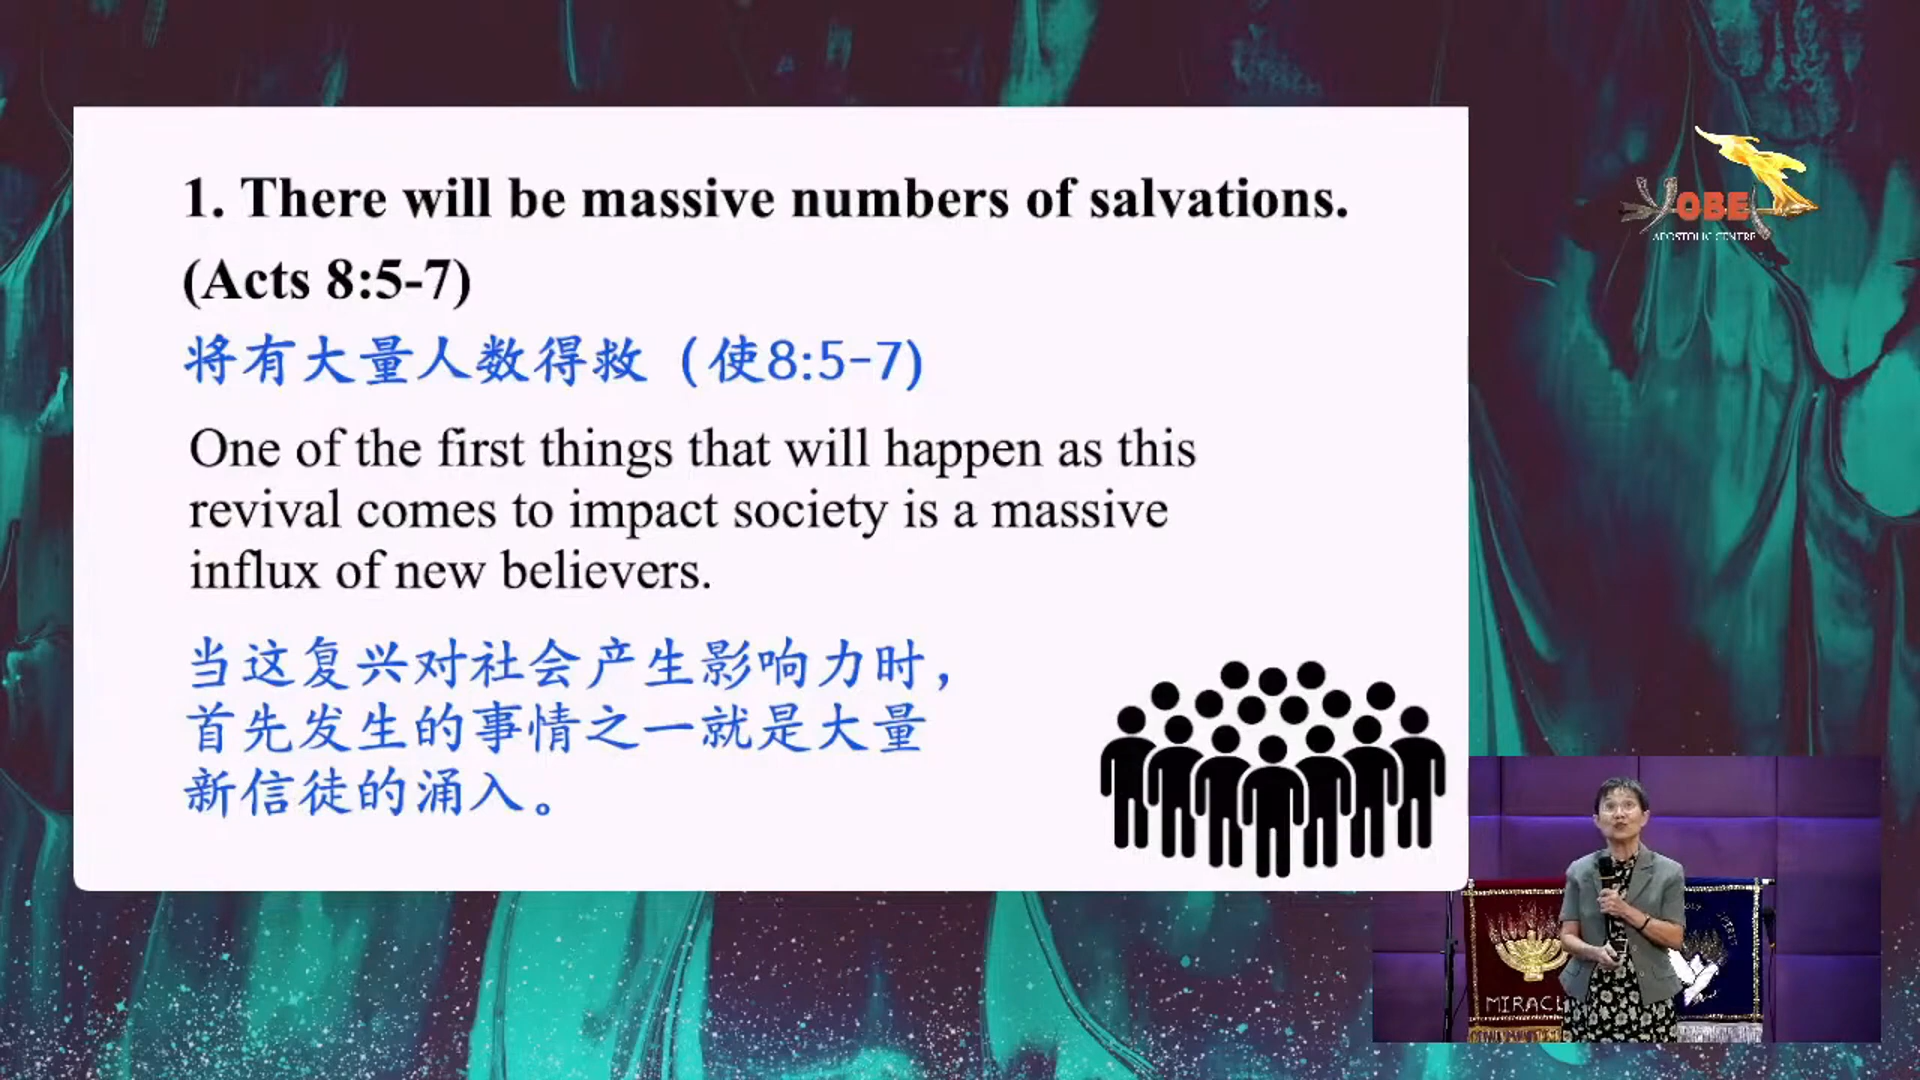 1. There will be massive numbers of salvations.
(Acts 8:5-7)
将有大量人数得救（使8:5-7)
One of the first things that will happen as this
revival comes to impact society is a massive
influx of new believers.
当这复兴对社会产生影响力时，
首先发生的事情之一就是大量
新信徒的涌入。
YOBEL
APOSTOLIC CENTRE
MIRACL